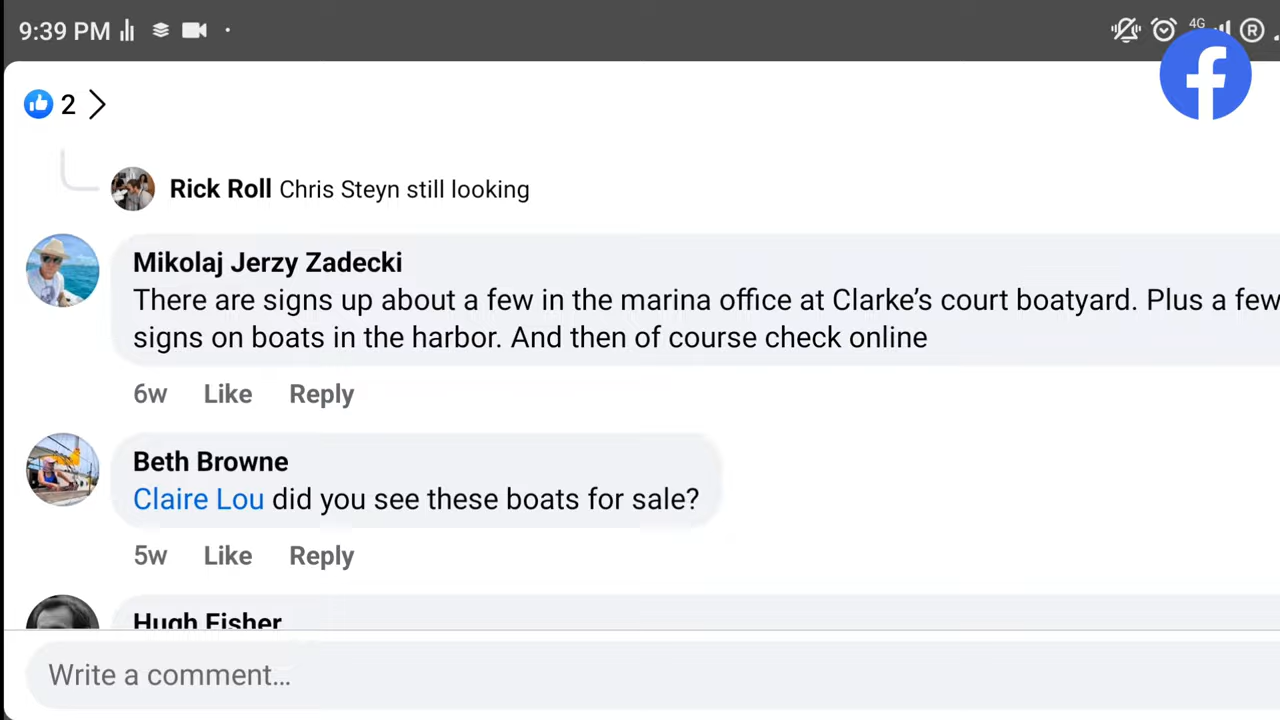 9:39 PM
4G
R
2
Rick Roll Chris Steyn still looking
Mikolaj Jerzy Zadecki
There are signs up about a few in the marina office at Clarke’s court boatyard. Plus a few
signs on boats in the harbor. And then of course check online
6w Like Reply
Beth Browne
Claire Lou did you see these boats for sale?
5w Like Reply
Hugh Fisher
Write a comment...